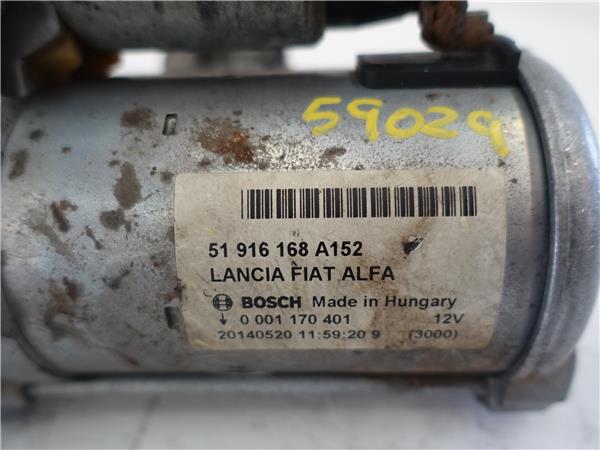 59029
51 916 168 A152
LANCIA FIAT ALFA
BOSCH Made in Hungary
↓ 0 001 170 401 12V
20140520 11:59:20 9 (3000)